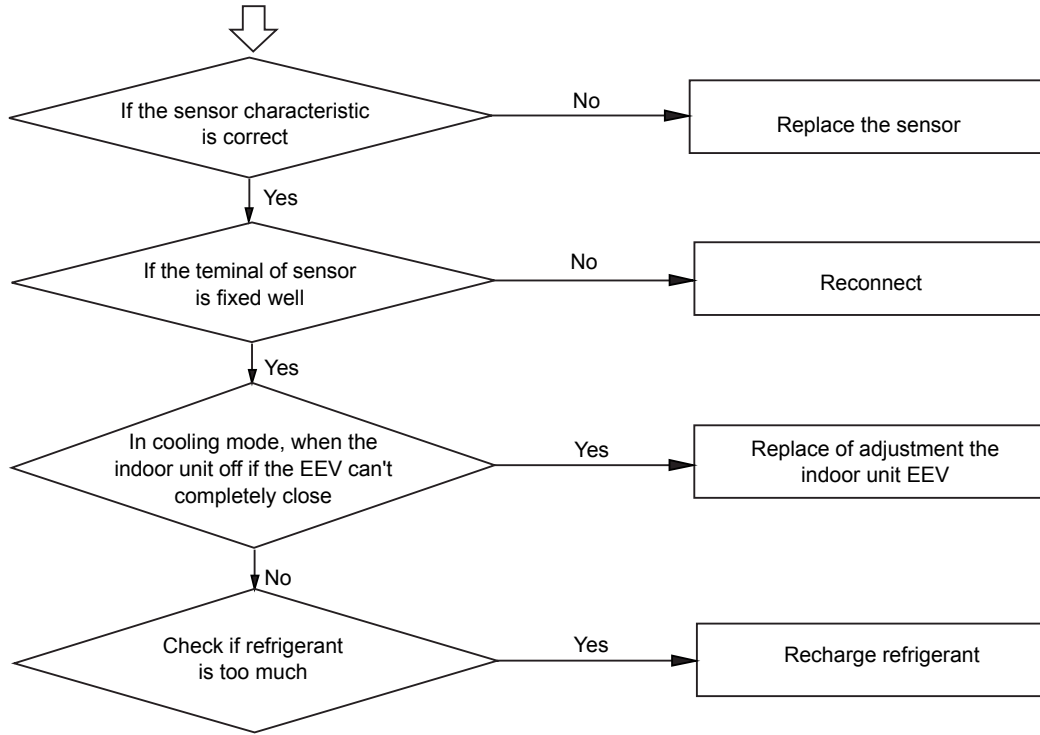 If the sensor characteristic
is correct
No
Replace the sensor
Yes
If the teminal of sensor
is fixed well
No
Reconnect
Yes
In cooling mode, when the
indoor unit off if the EEV can't
completely close
Yes
Replace of adjustment the
indoor unit EEV
No
Check if refrigerant
is too much
Yes
Recharge refrigerant